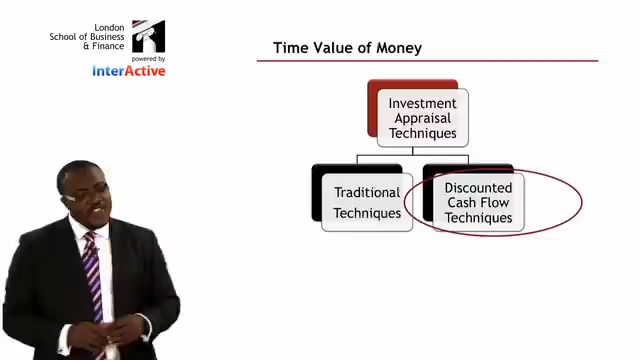 London
School of Business
& Finance
powered by
InterActive
Time Value of Money
Investment
Appraisal
Techniques
Traditional
Techniques
Discounted
Cash Flow
Techniques